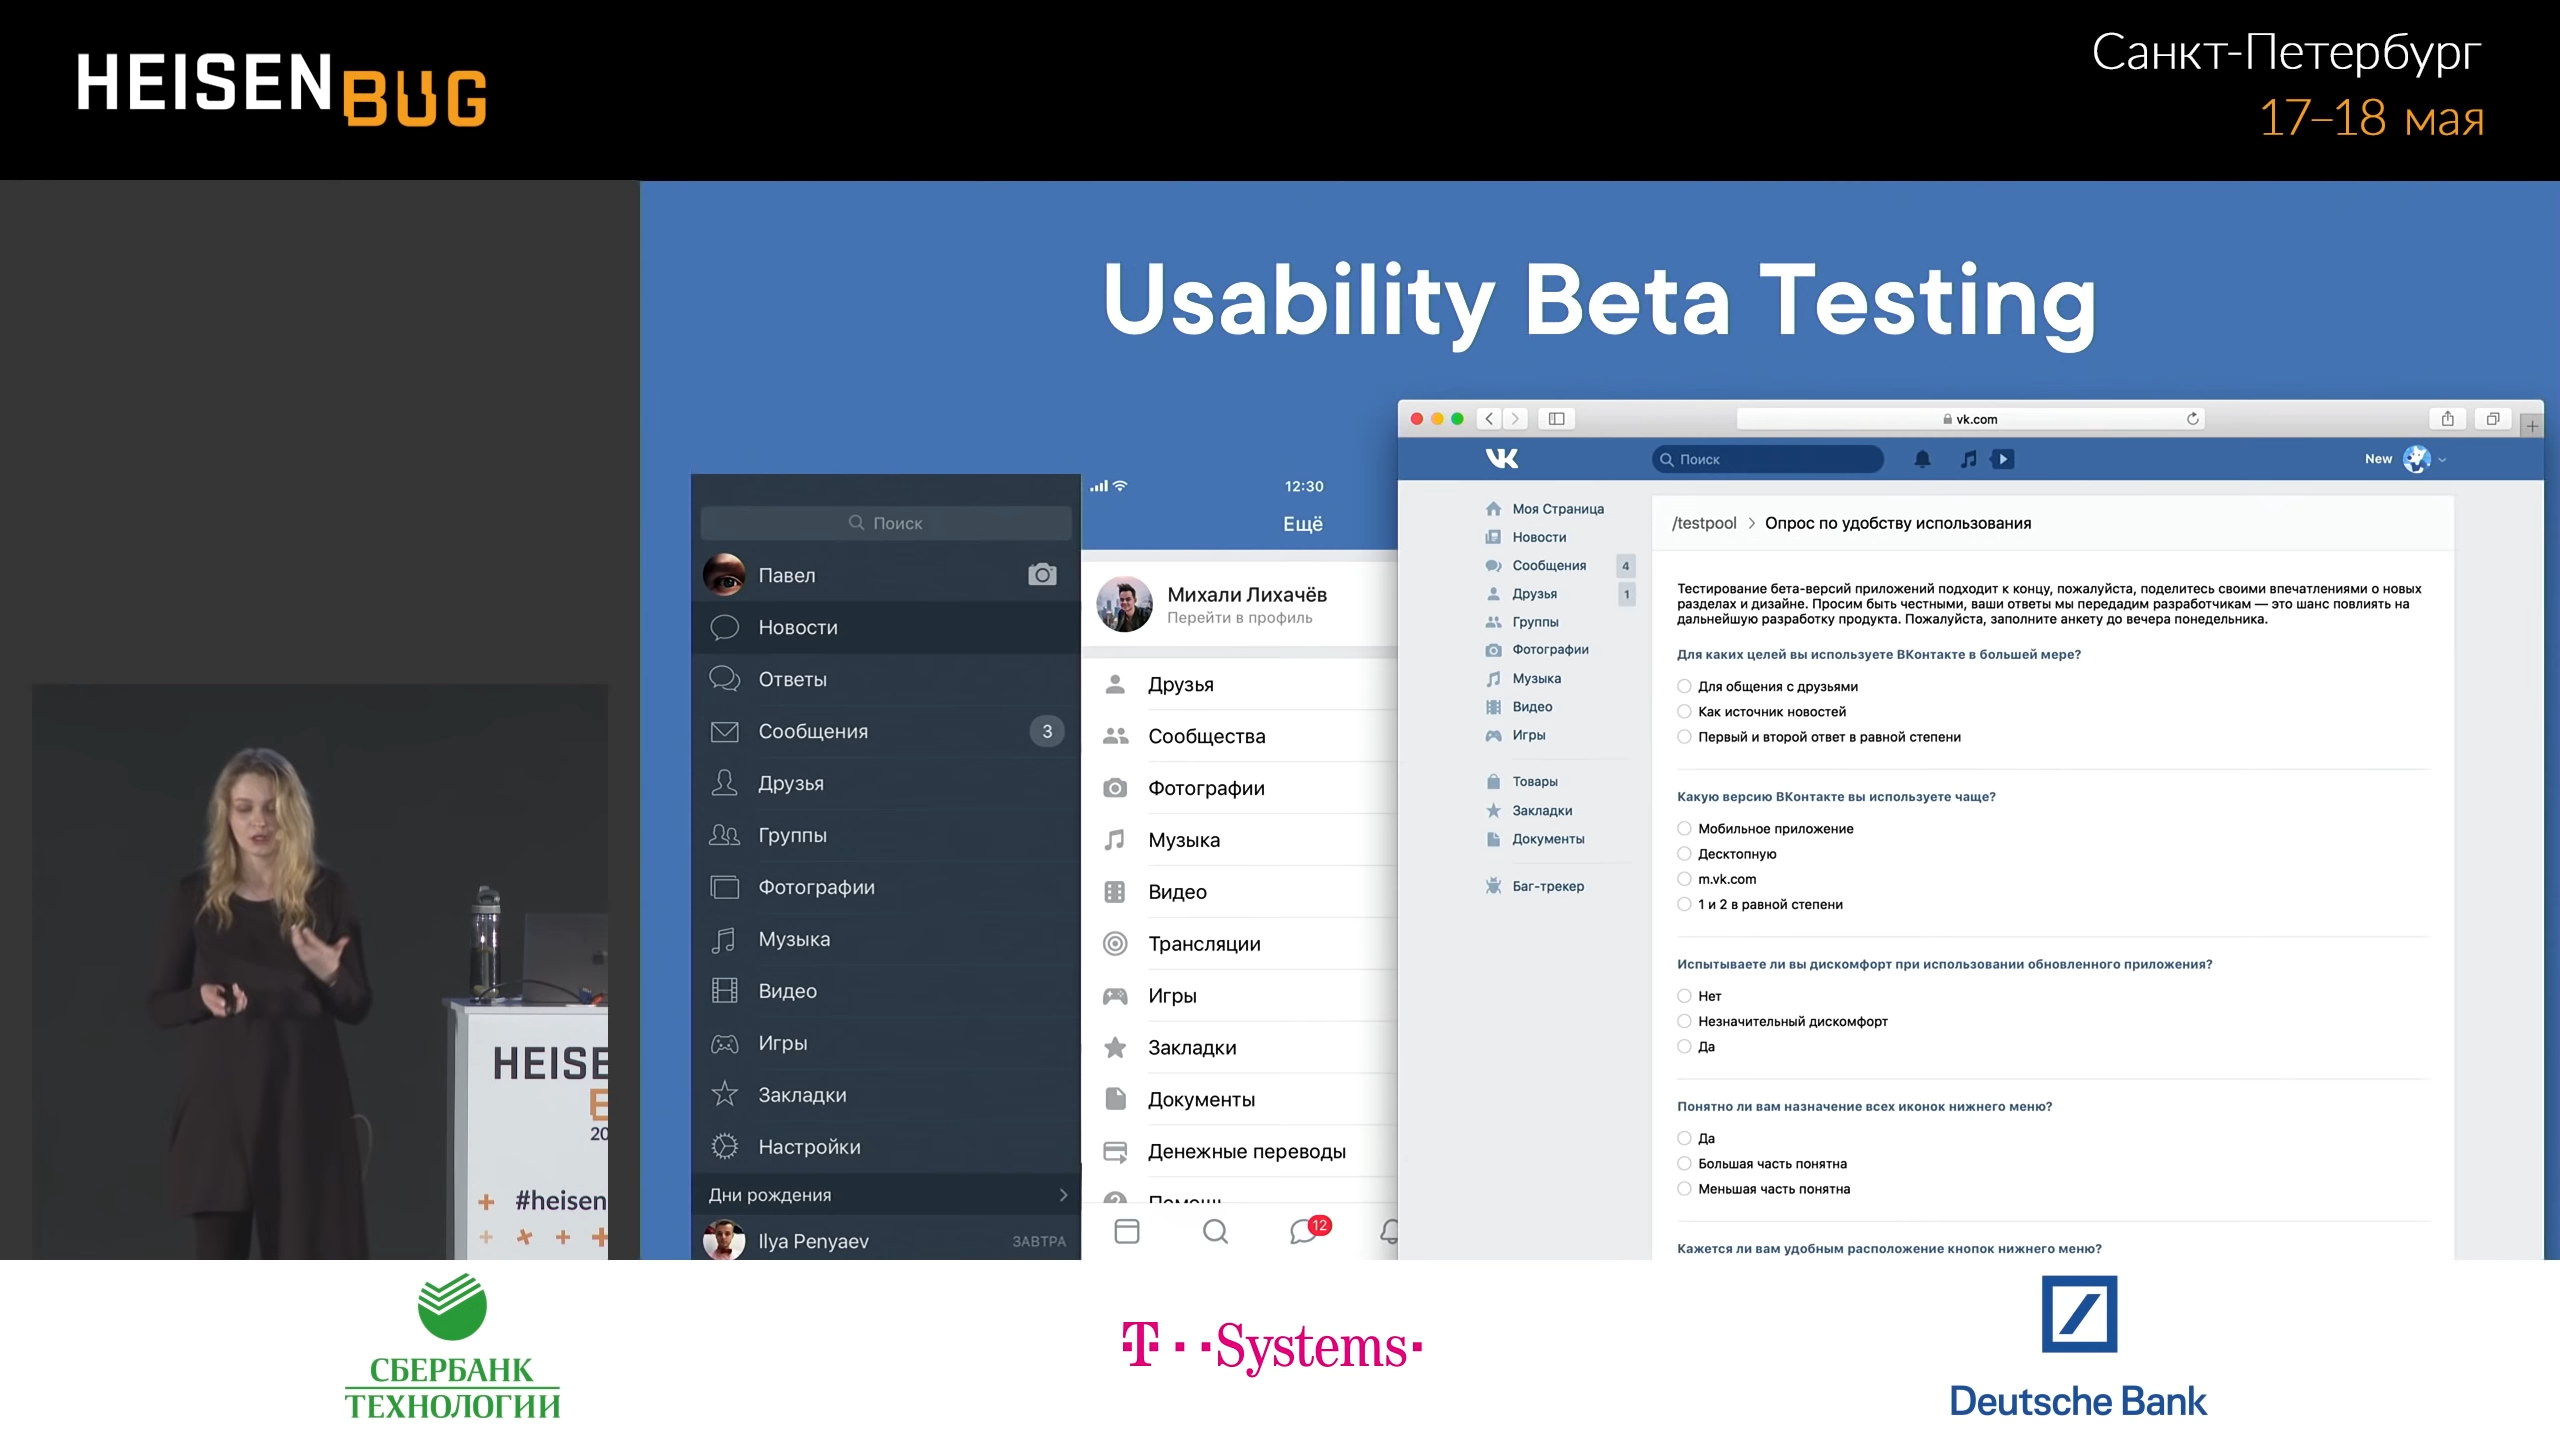 HEISENBUG
Санкт-Петербург
17–18 мая
Usability Beta Testing
Поиск
Павел
Новости
Ответы
Сообщения 3
Друзья
Группы
Фотографии
Музыка
Видео
Игры
Закладки
Настройки
Дни рождения
Ilya Penyaev ЗАВТРА
12:30
Ещё
Михали Лихачёв
Перейти в профиль
Друзья
Сообщества
Фотографии
Музыка
Видео
Трансляции
Игры
Закладки
Документы
Денежные переводы
Помощь
12
vk.com
Поиск
New
Моя Страница
Новости
Сообщения 4
Друзья 1
Группы
Фотографии
Музыка
Видео
Игры
Товары
Закладки
Документы
Баг-трекер
/testpool > Опрос по удобству использования
Тестирование бета-версий приложений подходит к концу, пожалуйста, поделитесь своими впечатлениями о новых
разделах и дизайне. Просим быть честными, ваши ответы мы передадим разработчикам — это шанс повлиять на
дальнейшую разработку продукта. Пожалуйста, заполните анкету до вечера понедельника.
Для каких целей вы используете ВКонтакте в большей мере?
Для общения с друзьями
Как источник новостей
Первый и второй ответ в равной степени
Какую версию ВКонтакте вы используете чаще?
Мобильное приложение
Десктопную
m.vk.com
1 и 2 в равной степени
Испытываете ли вы дискомфорт при использовании обновленного приложения?
Нет
Незначительный дискомфорт
Да
Понятно ли вам назначение всех иконок нижнего меню?
Да
Большая часть понятна
Меньшая часть понятна
Кажется ли вам удобным расположение кнопок нижнего меню?
HEISE
B
20
#heisen
СБЕРБАНК
ТЕХНОЛОГИИ
T··Systems·
Deutsche Bank